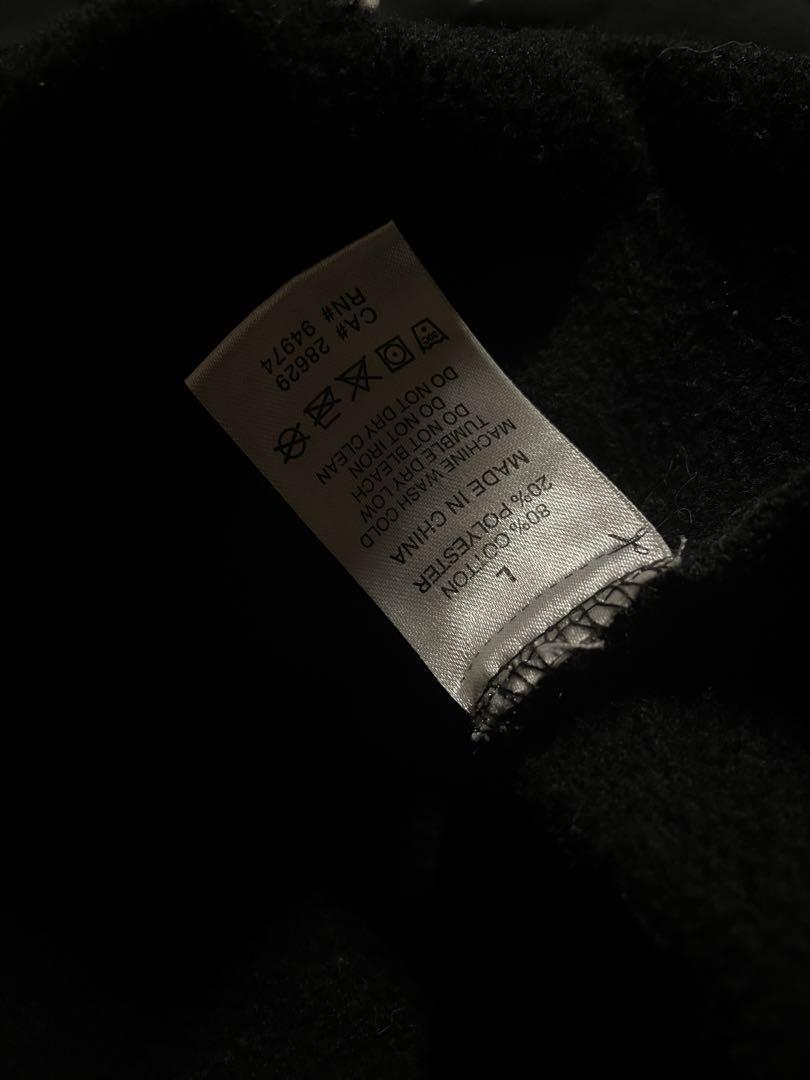 L
80% COTTON
20% POLYESTER
MADE IN CHINA
MACHINE WASH COLD
TUMBLE DRY LOW
DO NOT BLEACH
DO NOT IRON
DO NOT DRY CLEAN
30C
CA# 28629
RN# 94974